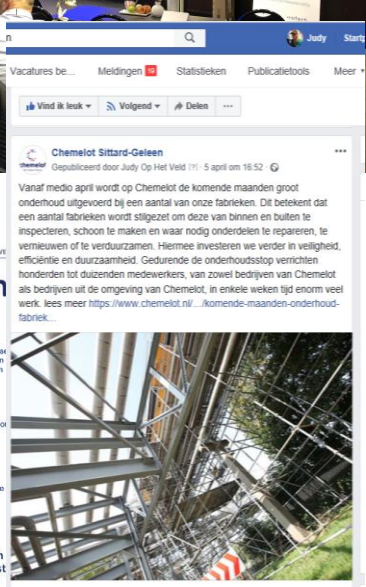 Judy Startp
Vacatures be... Meldingen 19 Statistieken Publicatietools Meer
Vind ik leuk Volgend Delen ...
Chemelot Sittard-Geleen
Gepubliceerd door Judy Op Het Veld [?] · 5 april om 16:52 ·
Vanaf medio april wordt op Chemelot de komende maanden groot
onderhoud uitgevoerd bij een aantal van onze fabrieken. Dit betekent dat
een aantal fabrieken wordt stilgezet om deze van binnen en buiten te
inspecteren, schoon te maken en waar nodig onderdelen te repareren, te
vernieuwen of te verduurzamen. Hiermee investeren we verder in veiligheid,
efficiëntie en duurzaamheid. Gedurende de onderhoudsstop verrichten
honderden tot duizenden medewerkers, van zowel bedrijven van Chemelot
als bedrijven uit de omgeving van Chemelot, in enkele weken tijd enorm veel
werk. lees meer https://www.chemelot.nl/.../komende-maanden-onderhoud-
fabriek...